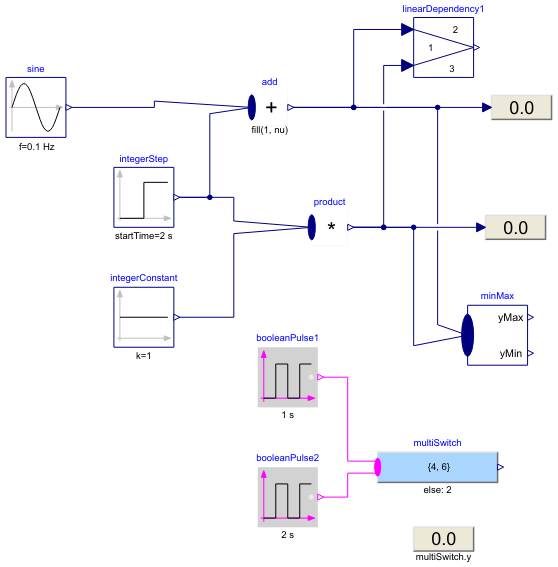 linearDependency1
2
1
3
sine
f=0.1 Hz
add
+
fill(1, nu)
0.0
integerStep
startTime=2 s
product
*
0.0
integerConstant
k=1
minMax
yMax
yMin
booleanPulse1
1 s
booleanPulse2
2 s
multiSwitch
{4, 6}
else: 2
0.0
multiSwitch.y